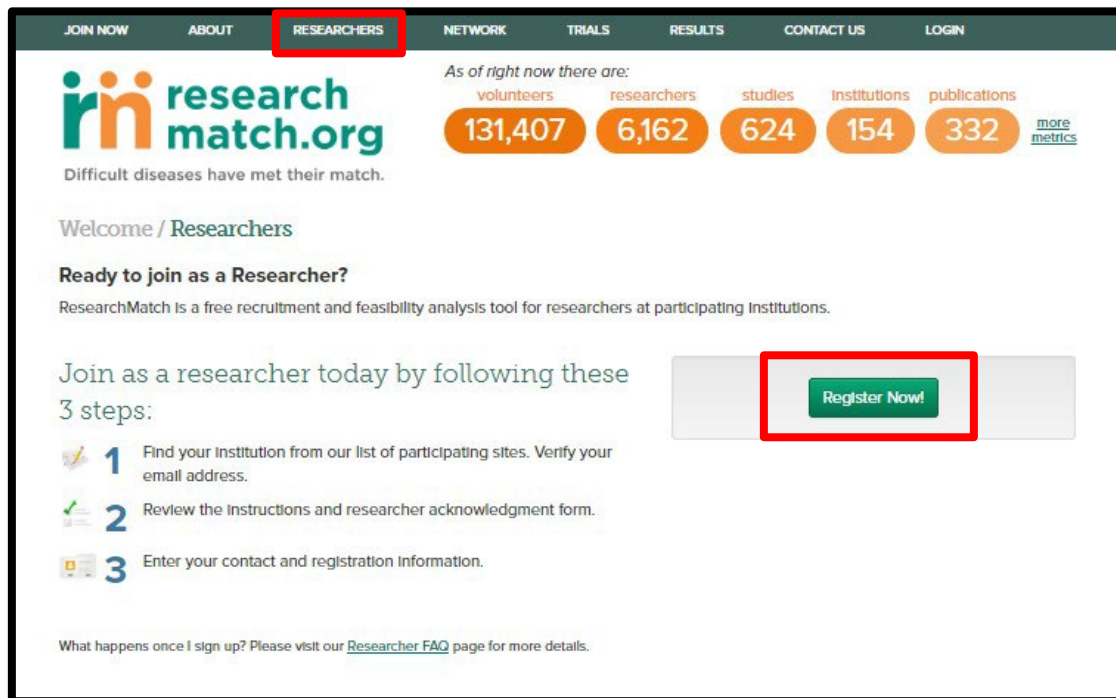 JOIN NOW ABOUT RESEARCHERS NETWORK TRIALS RESULTS CONTACT US LOGIN
As of right now there are:
volunteers researchers studies institutions publications
131,407 6,162 624 154 332 more
metrics
rm research
match.org
Difficult diseases have met their match.
Welcome / Researchers
Ready to join as a Researcher?
ResearchMatch is a free recruitment and feasibility analysis tool for researchers at participating institutions.
Join as a researcher today by following these
3 steps:
Register Now!
1 Find your institution from our list of participating sites. Verify your
email address.
2 Review the instructions and researcher acknowledgment form.
3 Enter your contact and registration information.
What happens once I sign up? Please visit our Researcher FAQ page for more details.